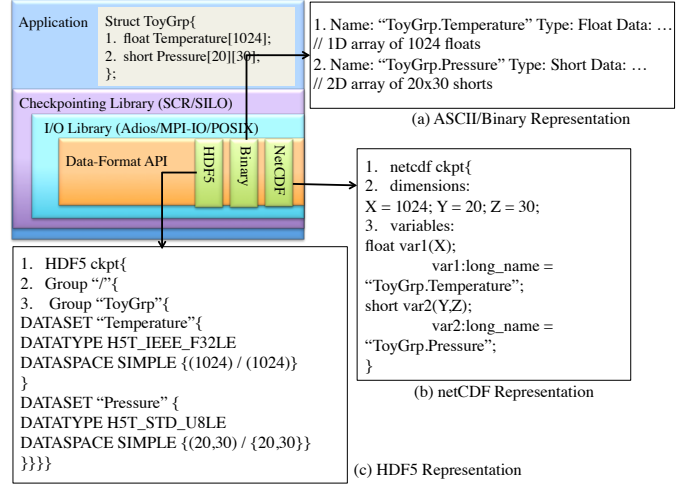 Application
Struct ToyGrp{
1. float Temperature[1024];
2. short Pressure[20][30];
};
Checkpointing Library (SCR/SILO)
I/O Library (Adios/MPI-IO/POSIX)
Data-Format API
HDF5
Binary
NetCDF
1. Name: “ToyGrp.Temperature” Type: Float Data: …
// 1D array of 1024 floats
2. Name: “ToyGrp.Pressure” Type: Short Data: …
// 2D array of 20x30 shorts
(a) ASCII/Binary Representation
1. netcdf ckpt{
2. dimensions:
X = 1024; Y = 20; Z = 30;
3. variables:
float var1(X);
var1:long_name =
“ToyGrp.Temperature”;
short var2(Y,Z);
var2:long_name =
“ToyGrp.Pressure”;
}
(b) netCDF Representation
1. HDF5 ckpt{
2. Group “/”{
3. Group “ToyGrp”{
DATASET “Temperature”{
DATATYPE H5T_IEEE_F32LE
DATASPACE SIMPLE {(1024) / (1024)}
}
DATASET “Pressure” {
DATATYPE H5T_STD_U8LE
DATASPACE SIMPLE {(20,30) / {20,30}}
}}}}
(c) HDF5 Representation